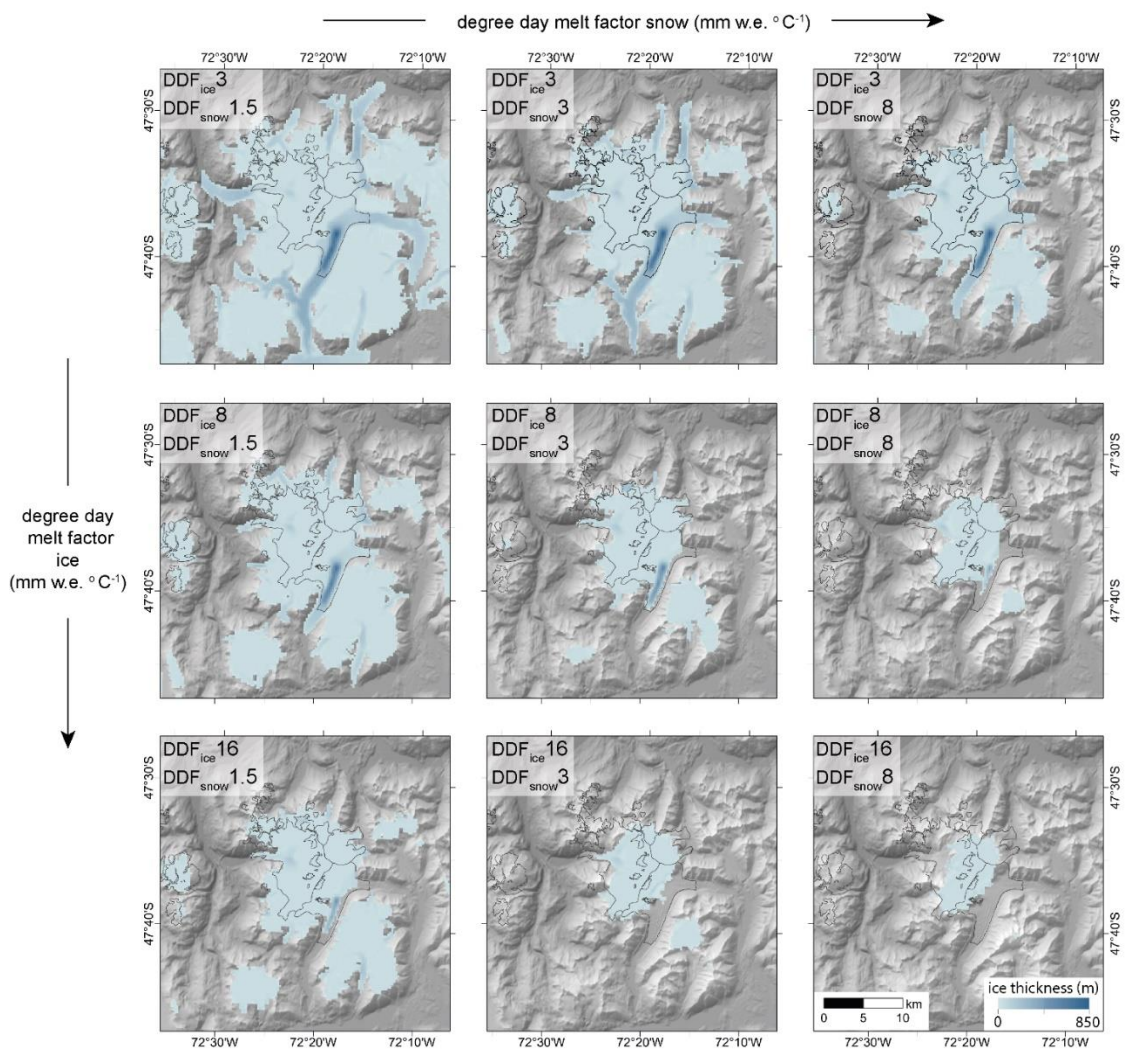 degree day melt factor snow (mm w.e. °C⁻¹)
72°30'W 72°20'W 72°10'W 72°30'W 72°20'W 72°10'W 72°30'W 72°20'W 72°10'W
DDFice3
DDFsnow1.5
DDFice3
DDFsnow3
DDFice3
DDFsnow8
47°30'S
47°40'S
47°30'S
47°40'S
DDFice8
DDFsnow1.5
DDFice8
DDFsnow3
DDFice8
DDFsnow8
degree day
melt factor
ice
(mm w.e. °C⁻¹)
47°30'S
47°40'S
47°30'S
47°40'S
DDFice16
DDFsnow1.5
DDFice16
DDFsnow3
DDFice16
DDFsnow8
47°30'S
47°40'S
47°30'S
47°40'S
km
0 5 10
ice thickness (m)
0 850
72°30'W 72°20'W 72°10'W 72°30'W 72°20'W 72°10'W 72°30'W 72°20'W 72°10'W